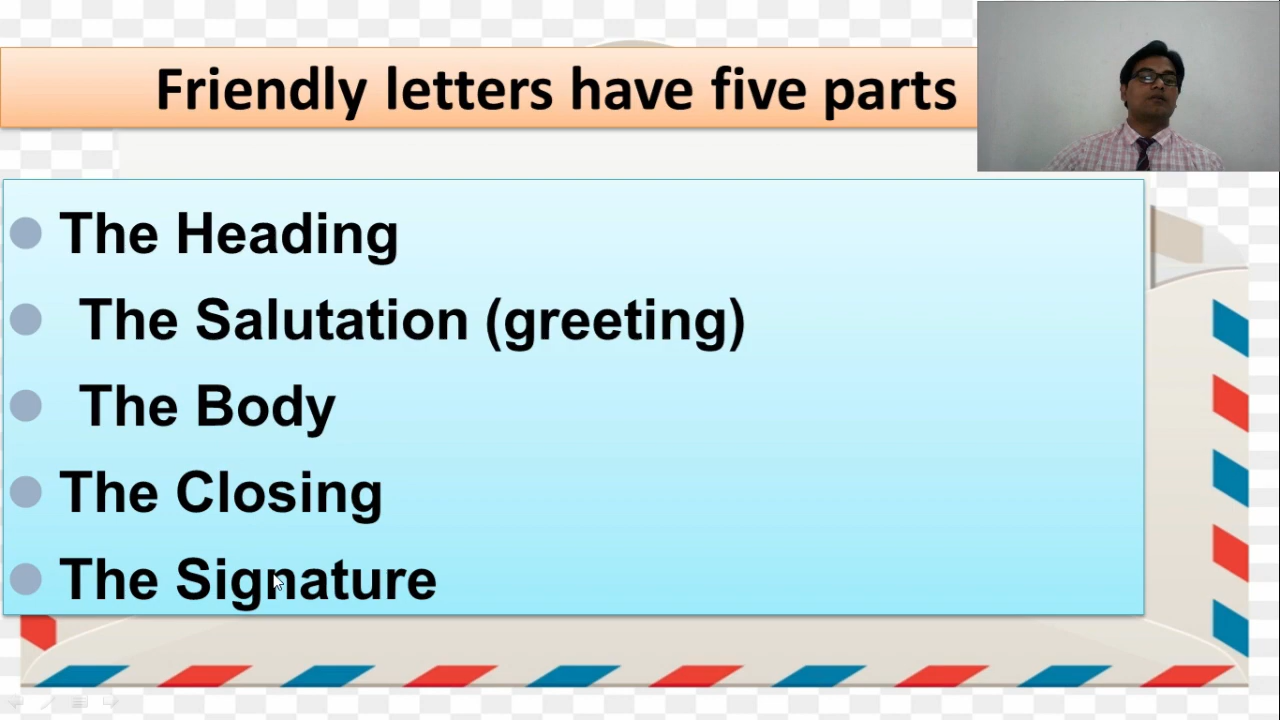 Friendly letters have five parts
The Heading
The Salutation (greeting)
The Body
The Closing
The Signature